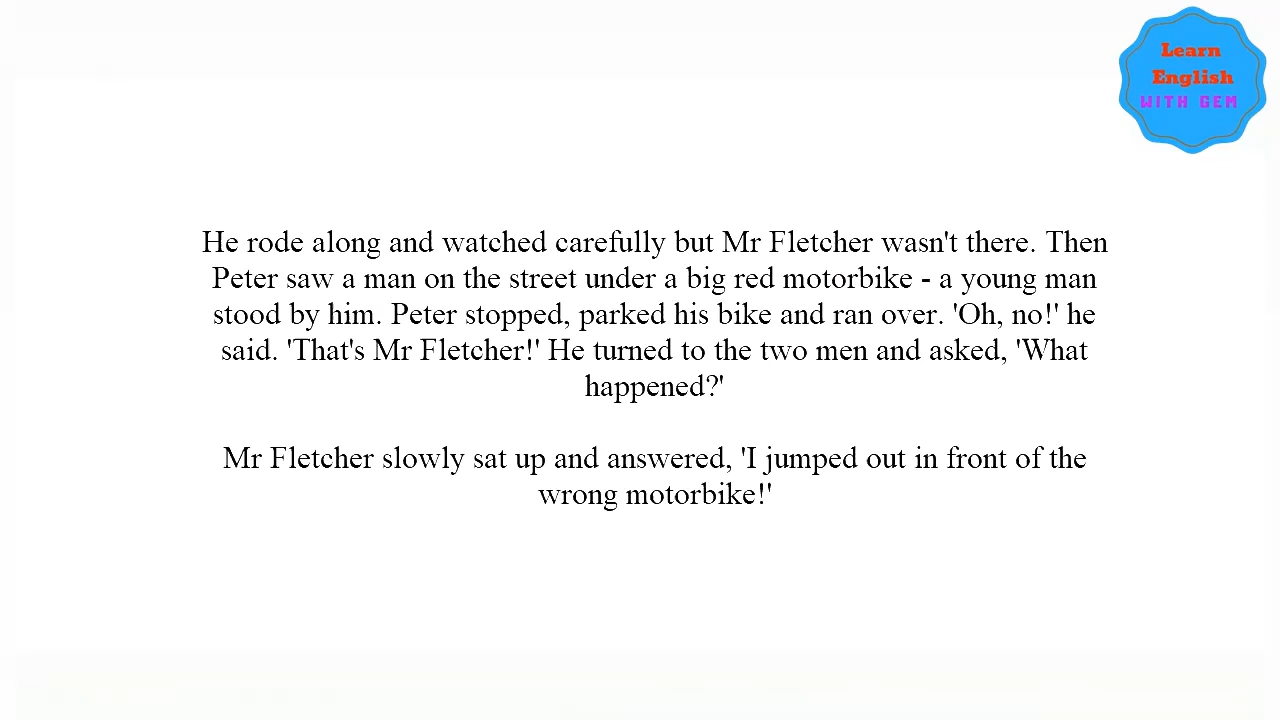 Learn
English
WITH GEM
He rode along and watched carefully but Mr Fletcher wasn't there. Then
Peter saw a man on the street under a big red motorbike - a young man
stood by him. Peter stopped, parked his bike and ran over. 'Oh, no!' he
said. 'That's Mr Fletcher!' He turned to the two men and asked, 'What
happened?'
Mr Fletcher slowly sat up and answered, 'I jumped out in front of the
wrong motorbike!'